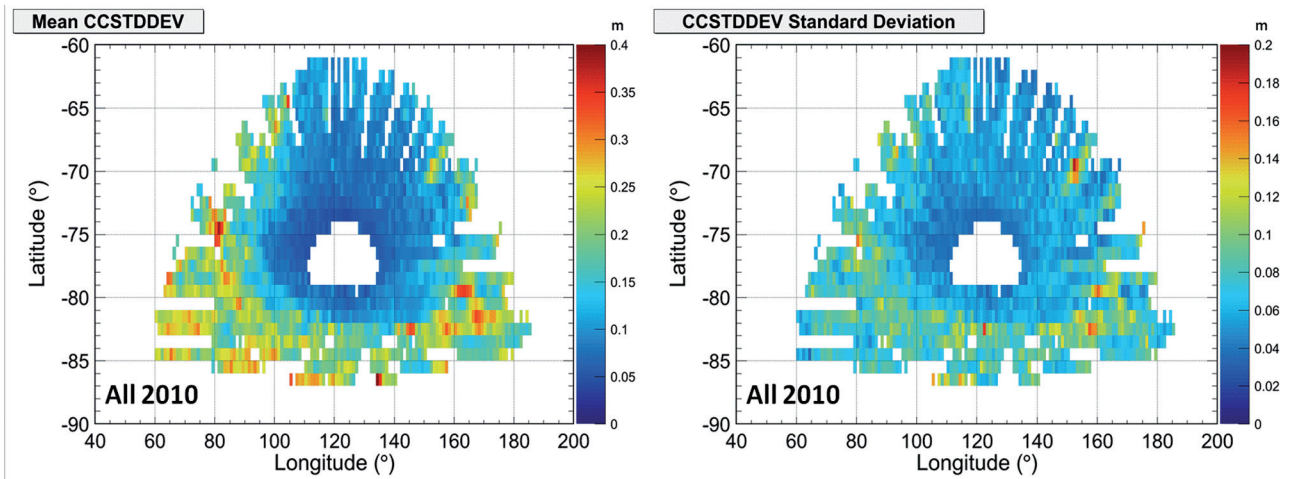 Mean CCSTDDEV
m
-60
-65
-70
-75
-80
-85
-90
Latitude (°)
40 60 80 100 120 140 160 180 200
Longitude (°)
All 2010
0.4
0.35
0.3
0.25
0.2
0.15
0.1
0.05
0
CCSTDDEV Standard Deviation
m
-60
-65
-70
-75
-80
-85
-90
Latitude (°)
40 60 80 100 120 140 160 180 200
Longitude (°)
All 2010
0.2
0.18
0.16
0.14
0.12
0.1
0.08
0.06
0.04
0.02
0